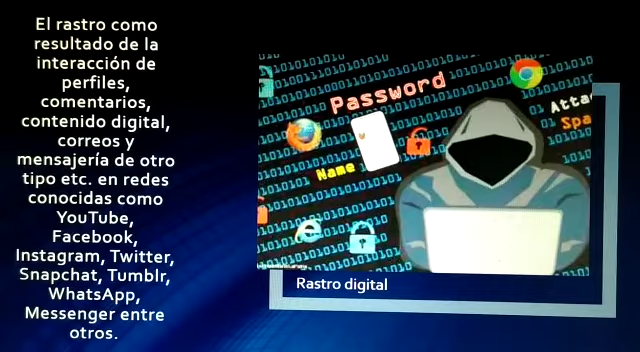 El rastro como
resultado de la
interacción de
perfiles,
comentarios,
contenido digital,
correos y
mensajería de otro
tipo etc. en redes
conocidas como
YouTube,
Facebook,
Instagram, Twitter,
Snapchat, Tumblr,
WhatsApp,
Messenger entre
otros.
Password
Name
Rastro digital